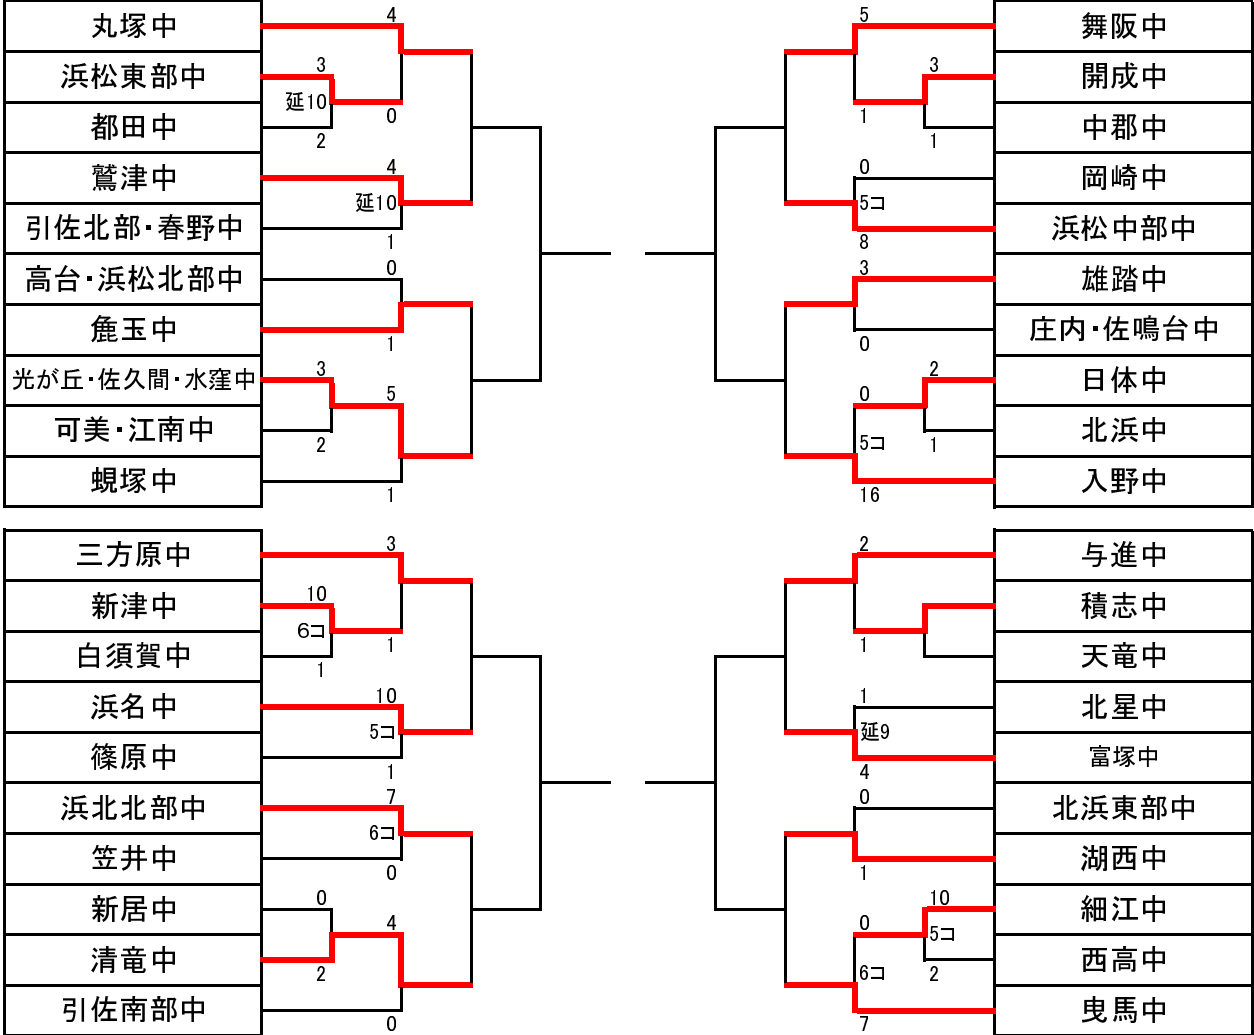 丸塚中
4
浜松東部中
3
延10
0
都田中
2
鷲津中
4
延10
引佐北部・春野中
1
高台・浜松北部中
0
麁玉中
1
光が丘・佐久間・水窪中
3
5
可美・江南中
2
蜆塚中
1
5
舞阪中
3
開成中
1
中郡中
1
0
岡崎中
5コ
浜松中部中
8
3
雄踏中
庄内・佐鳴台中
0
2
日体中
0
北浜中
5コ
1
入野中
16
三方原中
3
新津中
10
6コ
1
白須賀中
1
浜名中
10
5コ
篠原中
1
浜北北部中
7
6コ
笠井中
0
新居中
0
4
清竜中
2
引佐南部中
0
2
与進中
積志中
1
天竜中
1
北星中
延9
富塚中
4
0
北浜東部中
湖西中
1
10
細江中
0
5コ
西高中
6コ
2
曳馬中
7